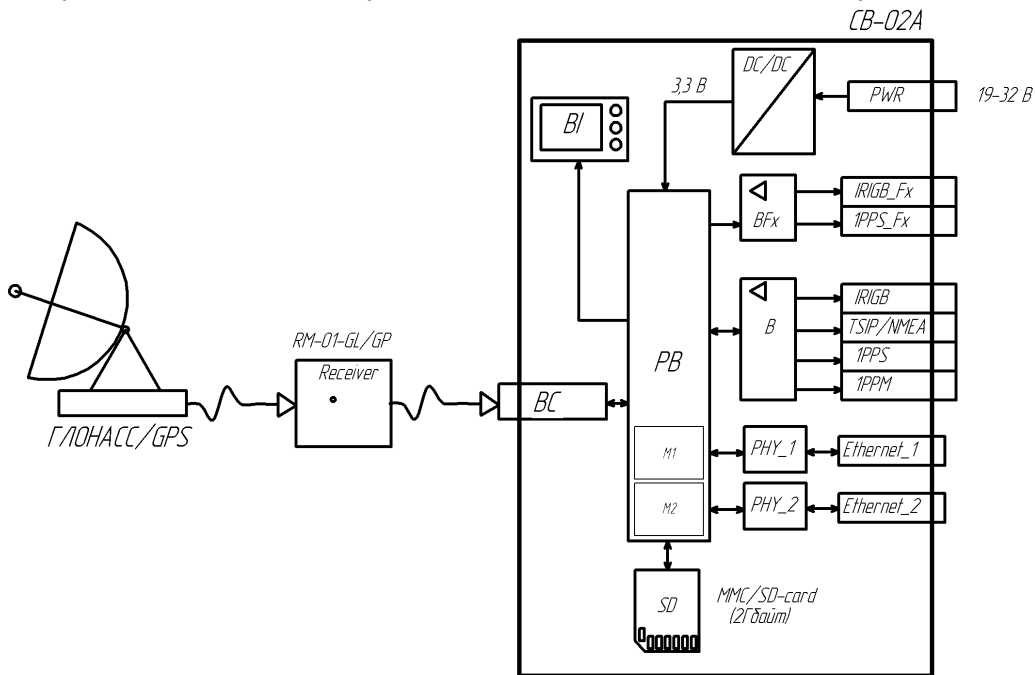 СВ-02А
DC/DC
3,3 В
PWR
19-32 В
BI
IRIGB_Fx
1PPS_Fx
BFx
IRIGB
TSIP/NMEA
1PPS
1PPM
B
PB
RM-01-GL/GP
Receiver
BC
ГЛОНАСС/GPS
M1
PHY_1
Ethernet_1
M2
PHY_2
Ethernet_2
SD
MMC/SD-card
(2Гбайт)